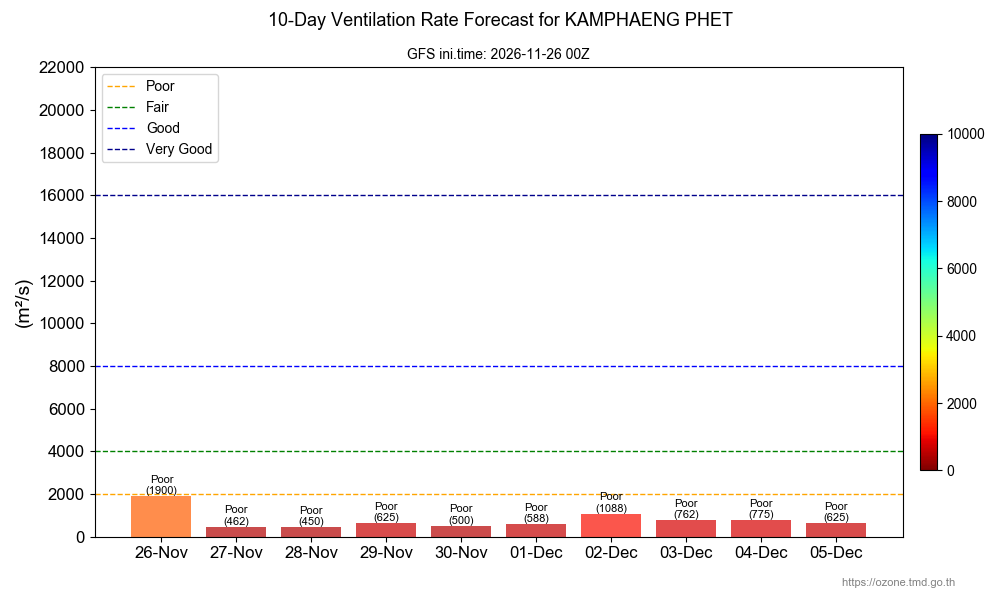 10-Day Ventilation Rate Forecast for KAMPHAENG PHET
GFS ini.time: 2026-11-26 00Z
(m²/s)
22000
20000
18000
16000
14000
12000
10000
8000
6000
4000
2000
0
Poor
Fair
Good
Very Good
Poor
(1900)
Poor
(462)
Poor
(450)
Poor
(625)
Poor
(500)
Poor
(588)
Poor
(1088)
Poor
(762)
Poor
(775)
Poor
(625)
26-Nov 27-Nov 28-Nov 29-Nov 30-Nov 01-Dec 02-Dec 03-Dec 04-Dec 05-Dec
10000
8000
6000
4000
2000
0
https://ozone.tmd.go.th